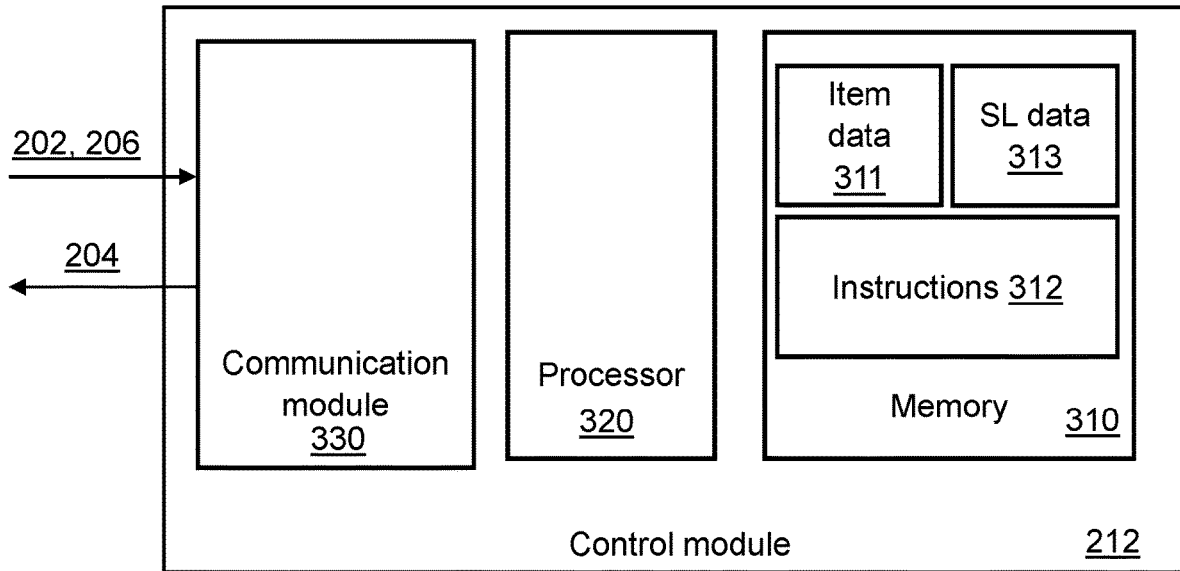 202, 206
204
Communication
module
330
Processor
320
Item
data
311
SL data
313
Instructions 312
Memory
310
Control module
212